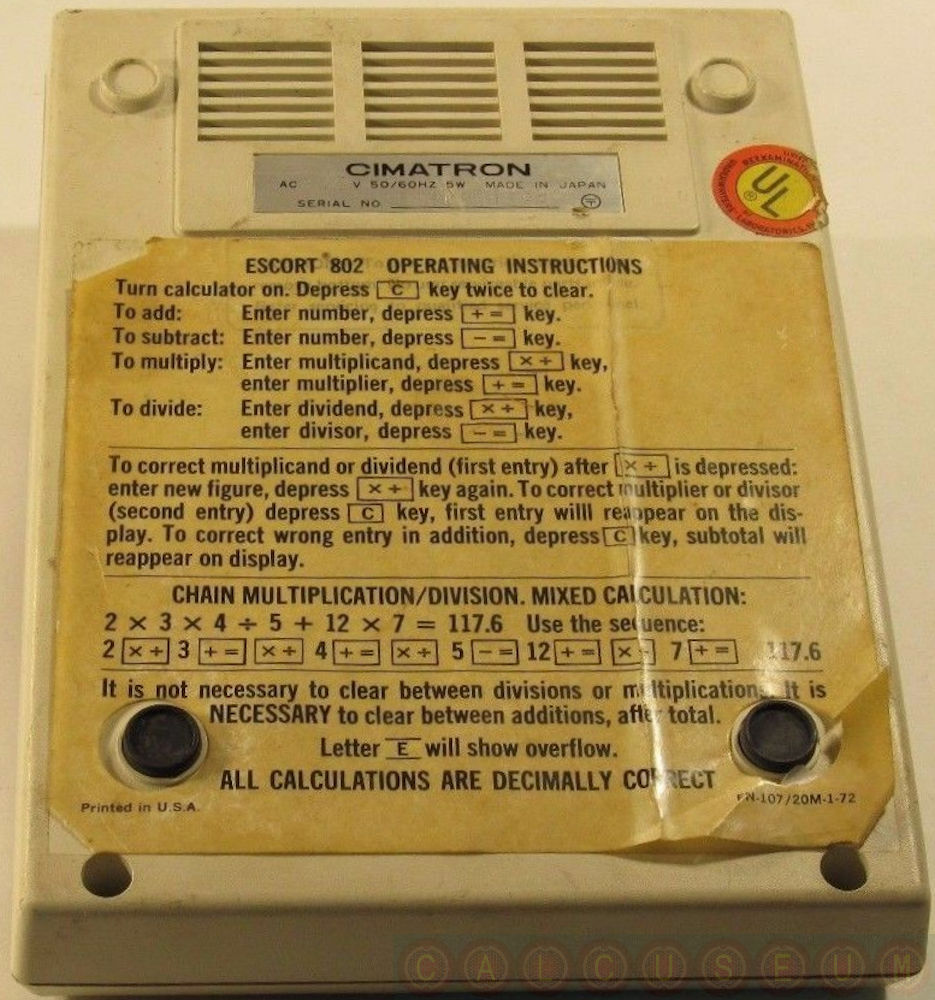 CIMATRON
AC V 50/60HZ 5W MADE IN JAPAN
SERIAL NO
UL
®
ESCORT 802 OPERATING INSTRUCTIONS
Turn calculator on. Depress C key twice to clear.
To add: Enter number, depress + = key.
To subtract: Enter number, depress − = key.
To multiply: Enter multiplicand, depress × ÷ key,
enter multiplier, depress + = key.
To divide: Enter dividend, depress × ÷ key,
enter divisor, depress − = key.
To correct multiplicand or dividend (first entry) after × ÷ is depressed:
enter new figure, depress × ÷ key again. To correct multiplier or divisor
(second entry) depress C key, first entry willl reappear on the dis-
play. To correct wrong entry in addition, depress C key, subtotal will
reappear on display.
CHAIN MULTIPLICATION/DIVISION. MIXED CALCULATION:
2 × 3 × 4 ÷ 5 + 12 × 7 = 117.6 Use the sequence:
2 × ÷ 3 + = × ÷ 4 + = × ÷ 5 − = 12 + = × ÷ 7 + = 117.6
It is not necessary to clear between divisions or multiplications. It is
NECESSARY to clear between additions, after total.
Letter E will show overflow.
ALL CALCULATIONS ARE DECIMALLY CORRECT
Printed in U.S.A. PN-107/20M-1-72
CALCUSEUM